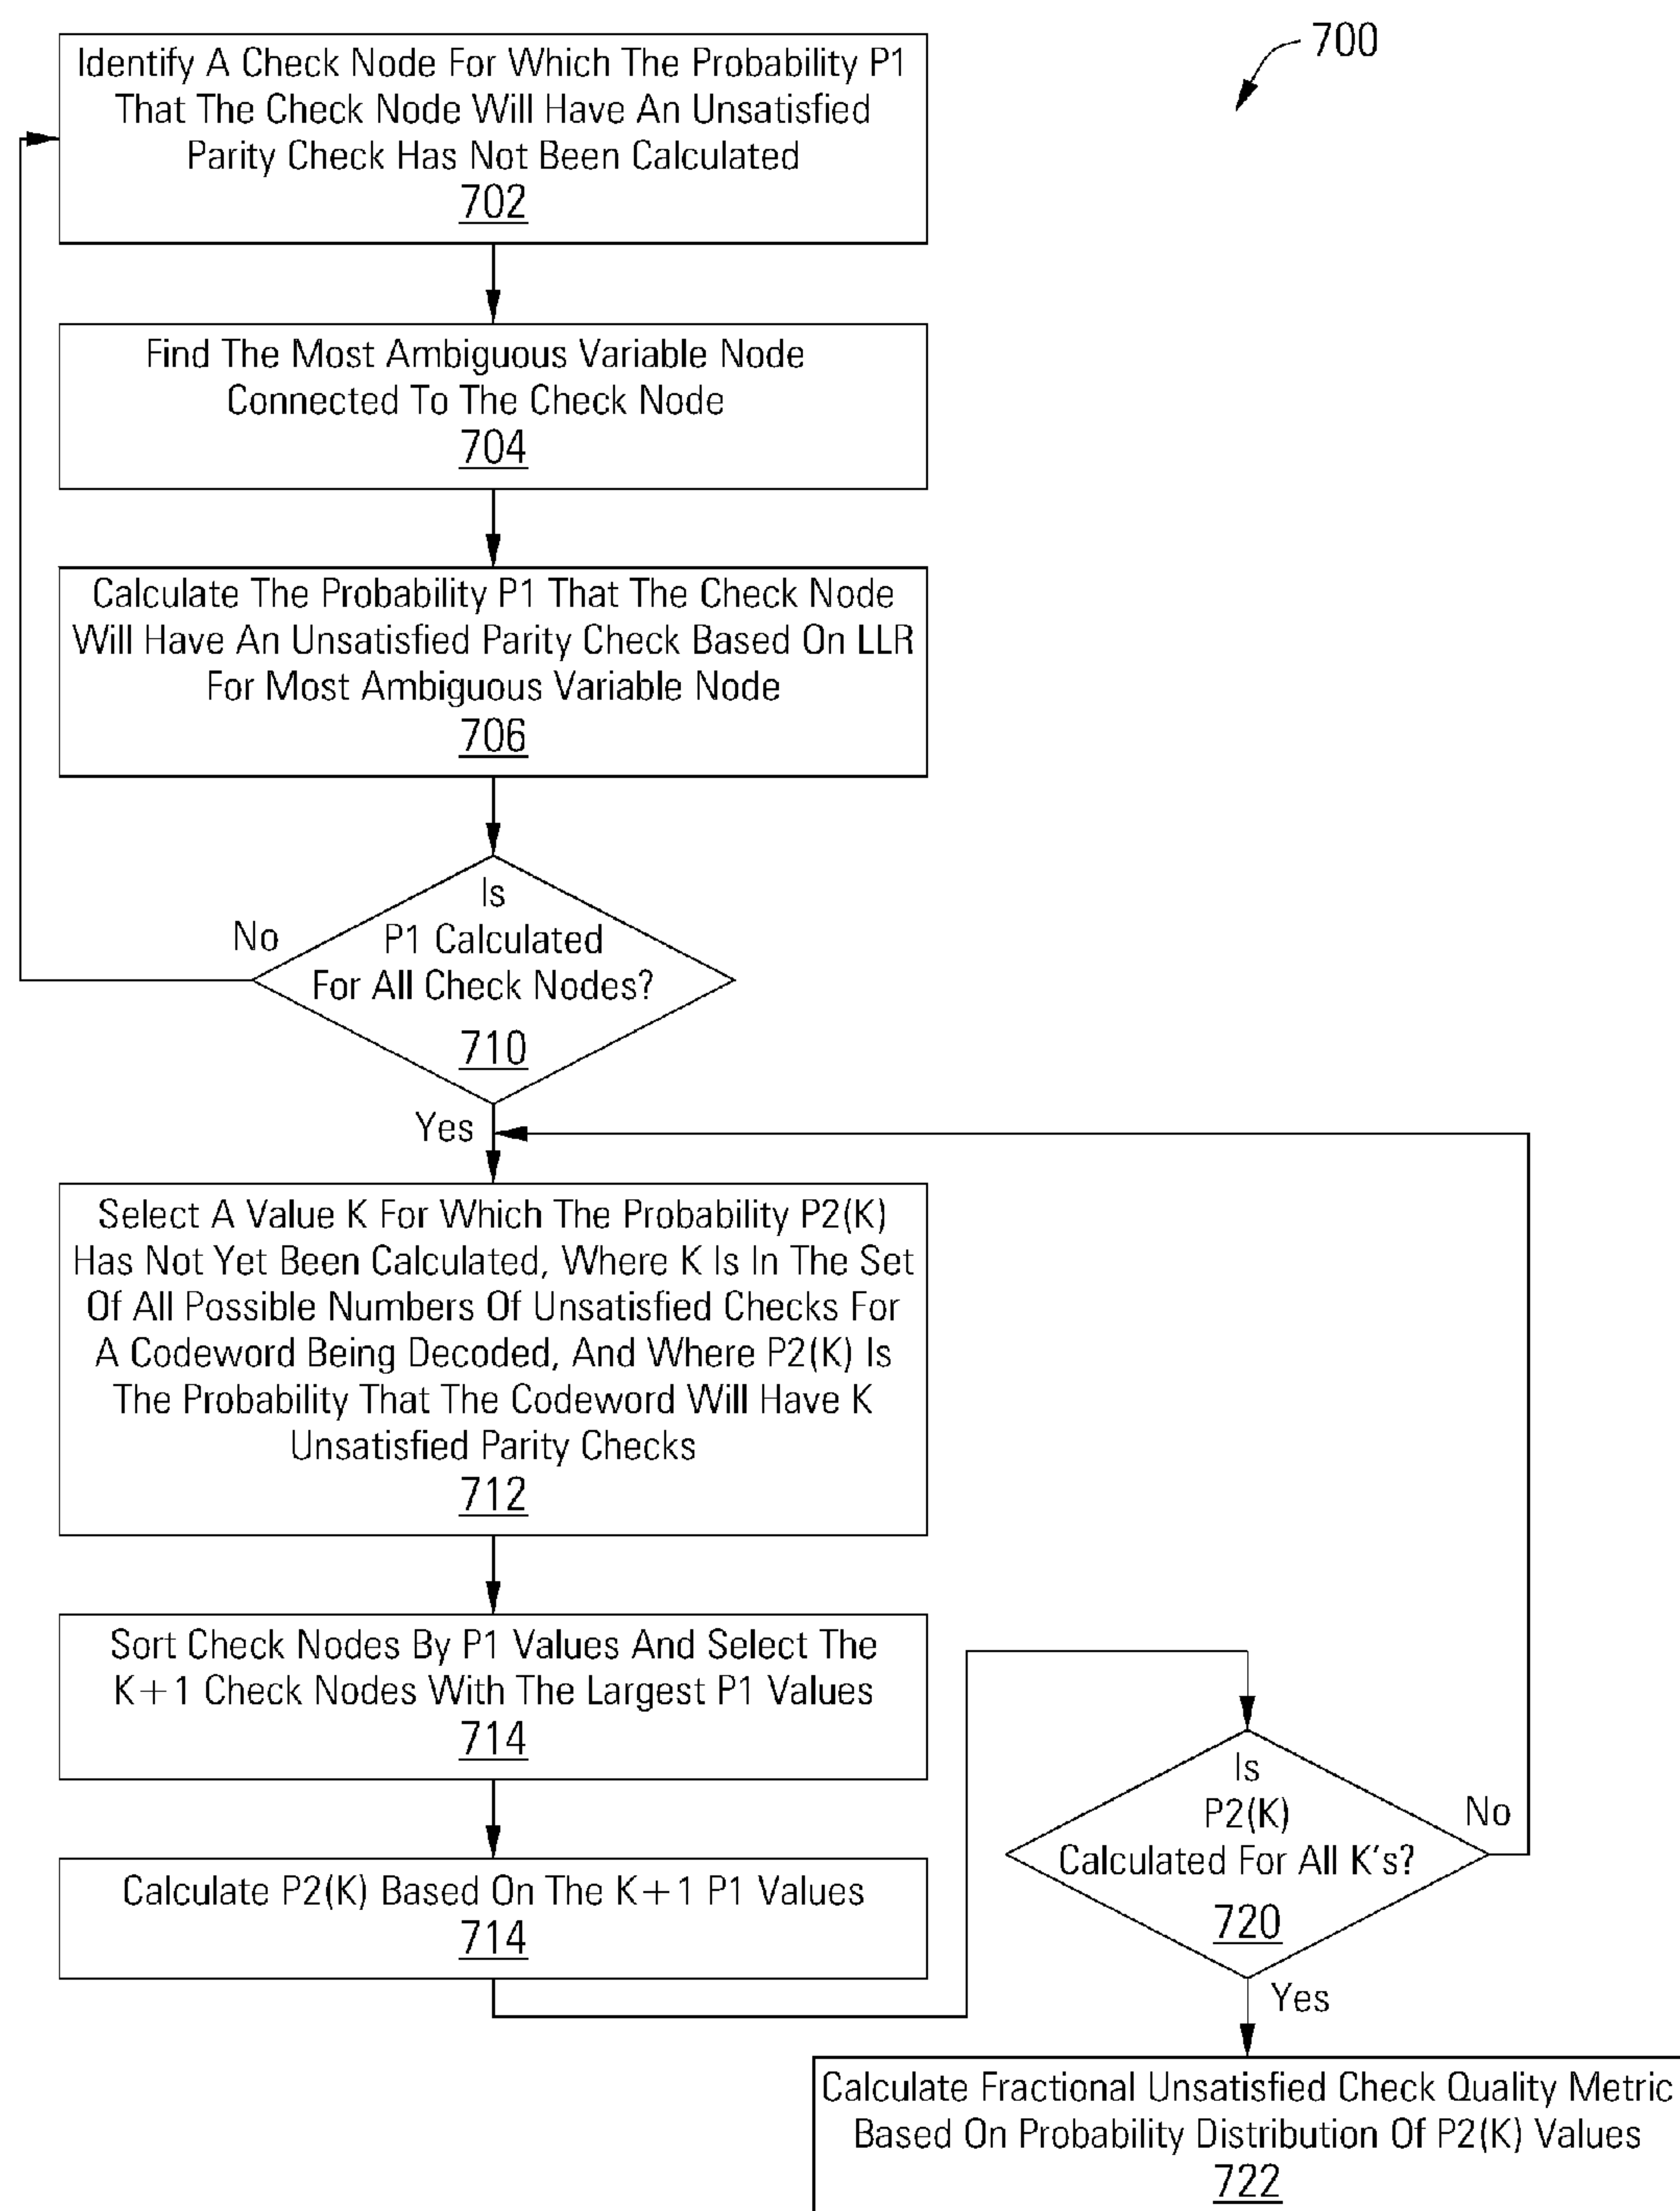 700
Identify A Check Node For Which The Probability P1
That The Check Node Will Have An Unsatisfied
Parity Check Has Not Been Calculated
702
Find The Most Ambiguous Variable Node
Connected To The Check Node
704
Calculate The Probability P1 That The Check Node
Will Have An Unsatisfied Parity Check Based On LLR
For Most Ambiguous Variable Node
706
Is
P1 Calculated
For All Check Nodes?
710
No
Yes
Select A Value K For Which The Probability P2(K)
Has Not Yet Been Calculated, Where K Is In The Set
Of All Possible Numbers Of Unsatisfied Checks For
A Codeword Being Decoded, And Where P2(K) Is
The Probability That The Codeword Will Have K
Unsatisfied Parity Checks
712
Sort Check Nodes By P1 Values And Select The
K+1 Check Nodes With The Largest P1 Values
714
Calculate P2(K) Based On The K+1 P1 Values
714
Is
P2(K)
Calculated For All K's?
720
No
Yes
Calculate Fractional Unsatisfied Check Quality Metric
Based On Probability Distribution Of P2(K) Values
722